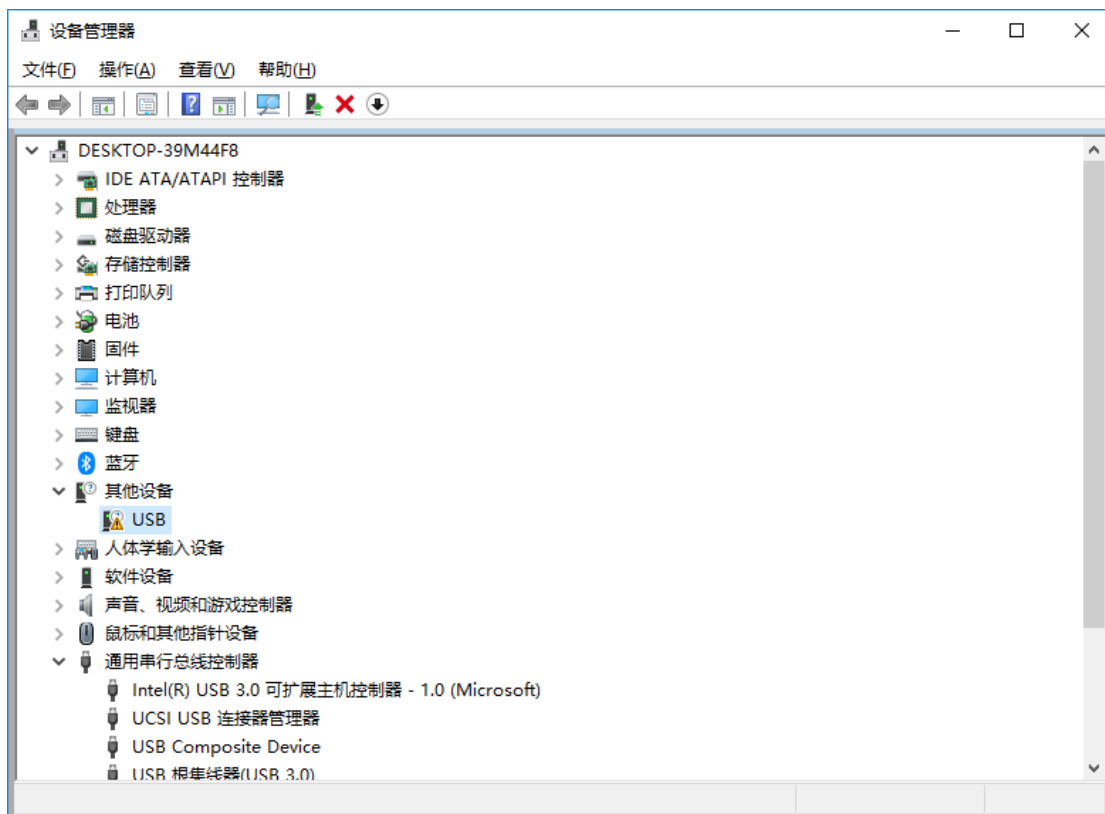 设备管理器
文件(F) 操作(A) 查看(V) 帮助(H)
DESKTOP-39M44F8
IDE ATA/ATAPI 控制器
处理器
磁盘驱动器
存储控制器
打印队列
电池
固件
计算机
监视器
键盘
蓝牙
其他设备
USB
人体学输入设备
软件设备
声音、视频和游戏控制器
鼠标和其他指针设备
通用串行总线控制器
Intel(R) USB 3.0 可扩展主机控制器 - 1.0 (Microsoft)
UCSI USB 连接器管理器
USB Composite Device
USB 根集线器(USB 3.0)